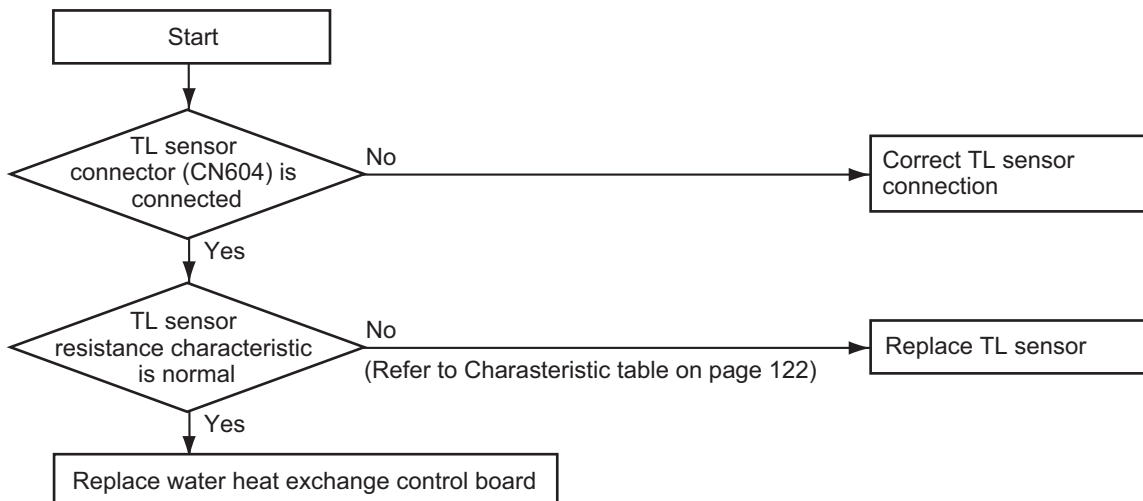 Start
TL sensor
connector (CN604) is
connected
No
Correct TL sensor
connection
Yes
TL sensor
resistance characteristic
is normal
No
(Refer to Charasteristic table on page 122)
Replace TL sensor
Yes
Replace water heat exchange control board